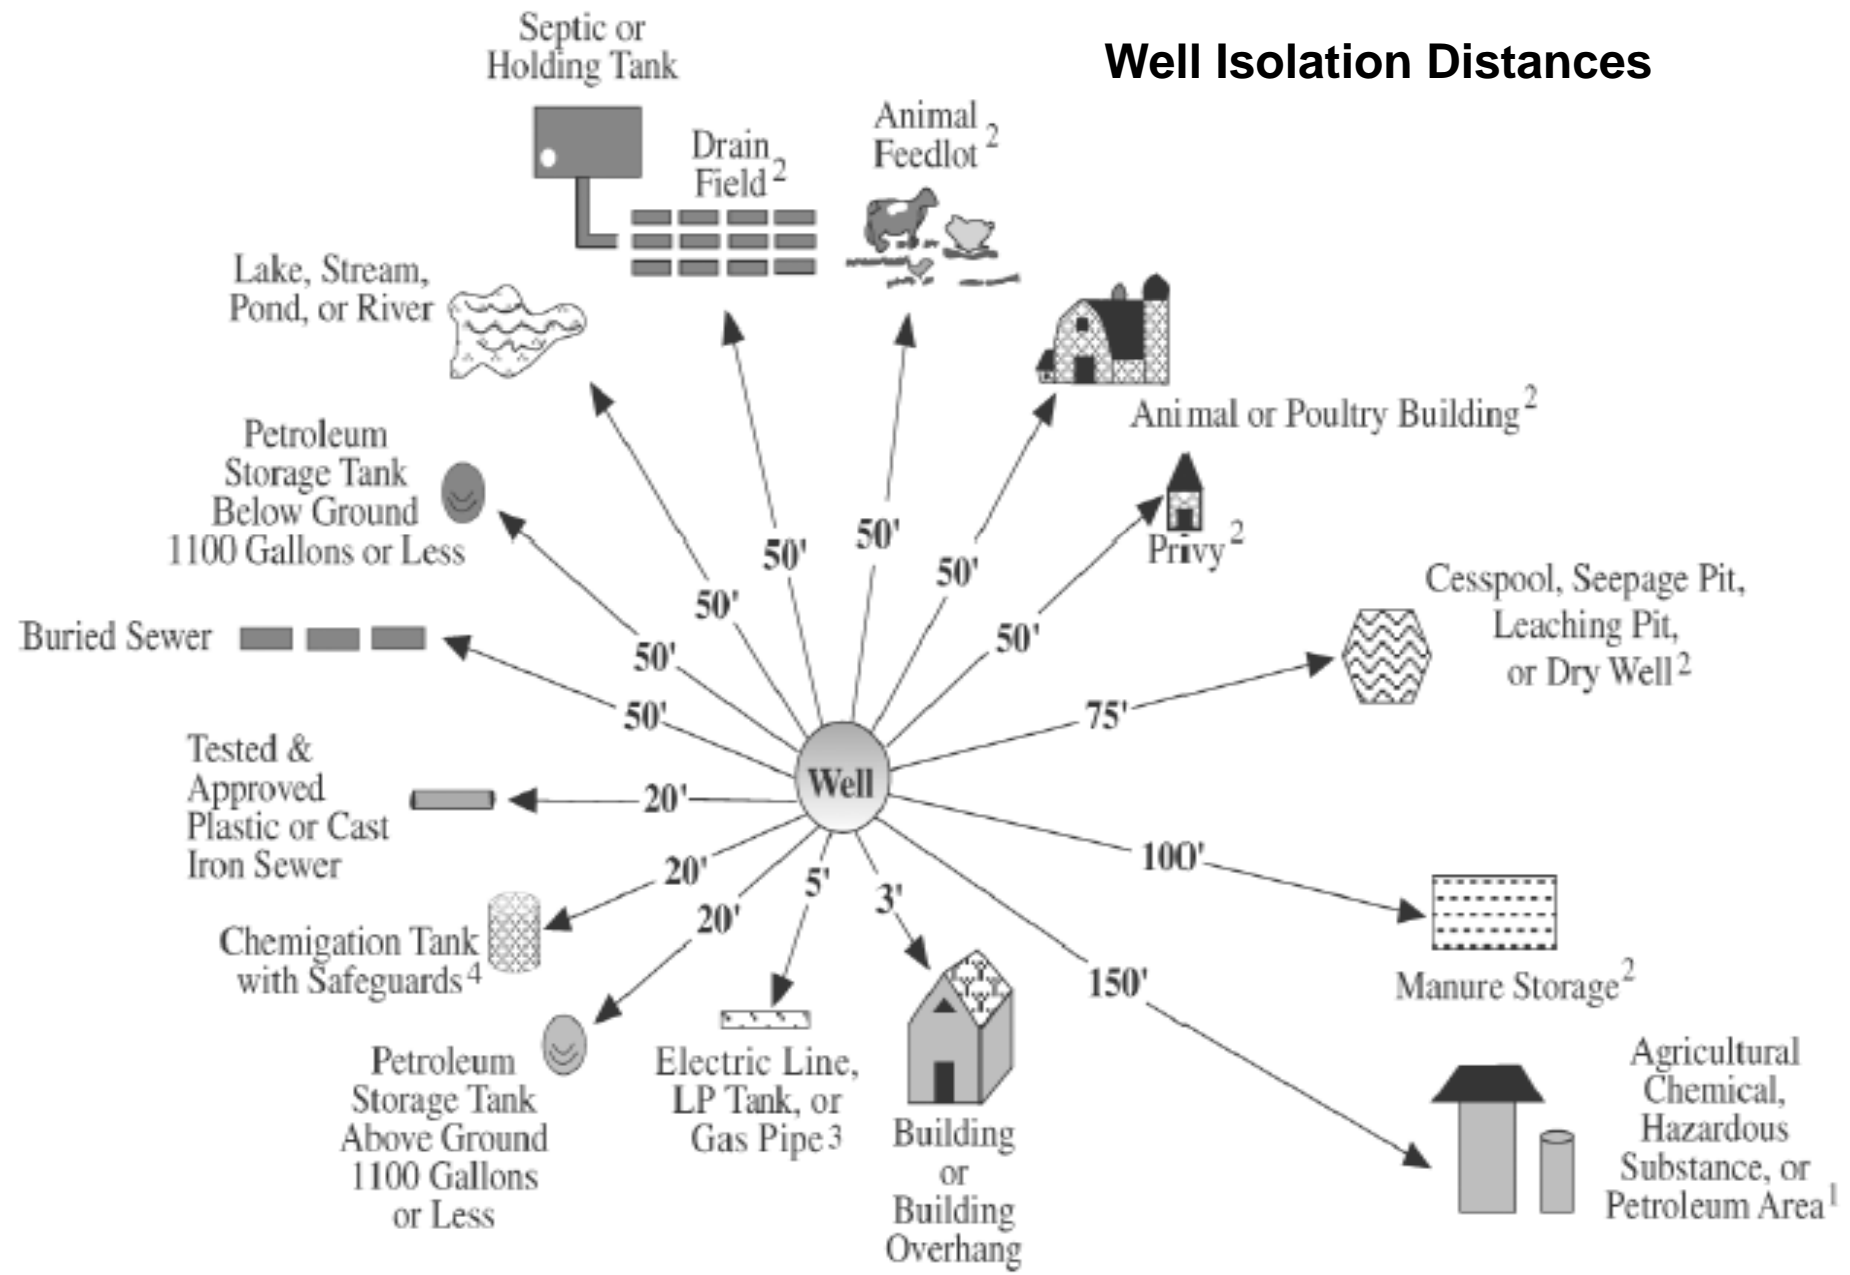 Well Isolation Distances
Septic or
Holding Tank
Drain
Field 2
Animal
Feedlot 2
Lake, Stream,
Pond, or River
Animal or Poultry Building 2
Petroleum
Storage Tank
Below Ground
1100 Gallons or Less
Privy 2
Cesspool, Seepage Pit,
Leaching Pit,
or Dry Well 2
Buried Sewer
50'
50'
50'
50'
50'
50'
50'
50'
75'
Tested &
Approved
Plastic or Cast
Iron Sewer
Well
20'
20'
20'
5'
3'
100'
150'
Chemigation Tank
with Safeguards 4
Manure Storage 2
Petroleum
Storage Tank
Above Ground
1100 Gallons
or Less
Electric Line,
LP Tank, or
Gas Pipe 3
Building
or
Building
Overhang
Agricultural
Chemical,
Hazardous
Substance, or
Petroleum Area 1